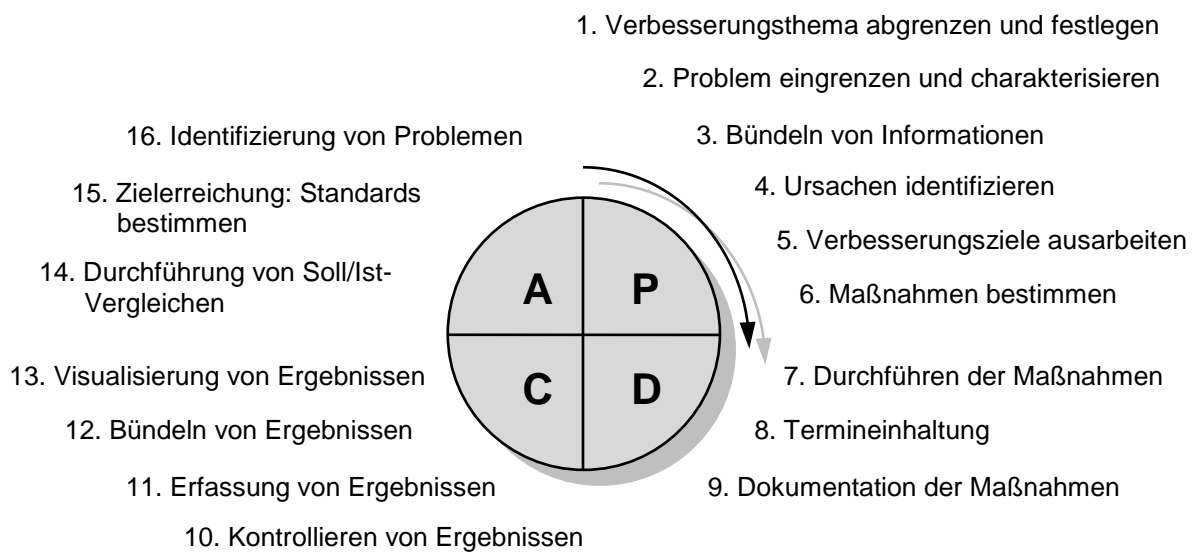 1. Verbesserungsthema abgrenzen und festlegen
2. Problem eingrenzen und charakterisieren
3. Bündeln von Informationen
4. Ursachen identifizieren
5. Verbesserungsziele ausarbeiten
6. Maßnahmen bestimmen
7. Durchführen der Maßnahmen
8. Termineinhaltung
9. Dokumentation der Maßnahmen
10. Kontrollieren von Ergebnissen
11. Erfassung von Ergebnissen
12. Bündeln von Ergebnissen
13. Visualisierung von Ergebnissen
14. Durchführung von Soll/Ist-
Vergleichen
15. Zielerreichung: Standards
bestimmen
16. Identifizierung von Problemen
A P
C D